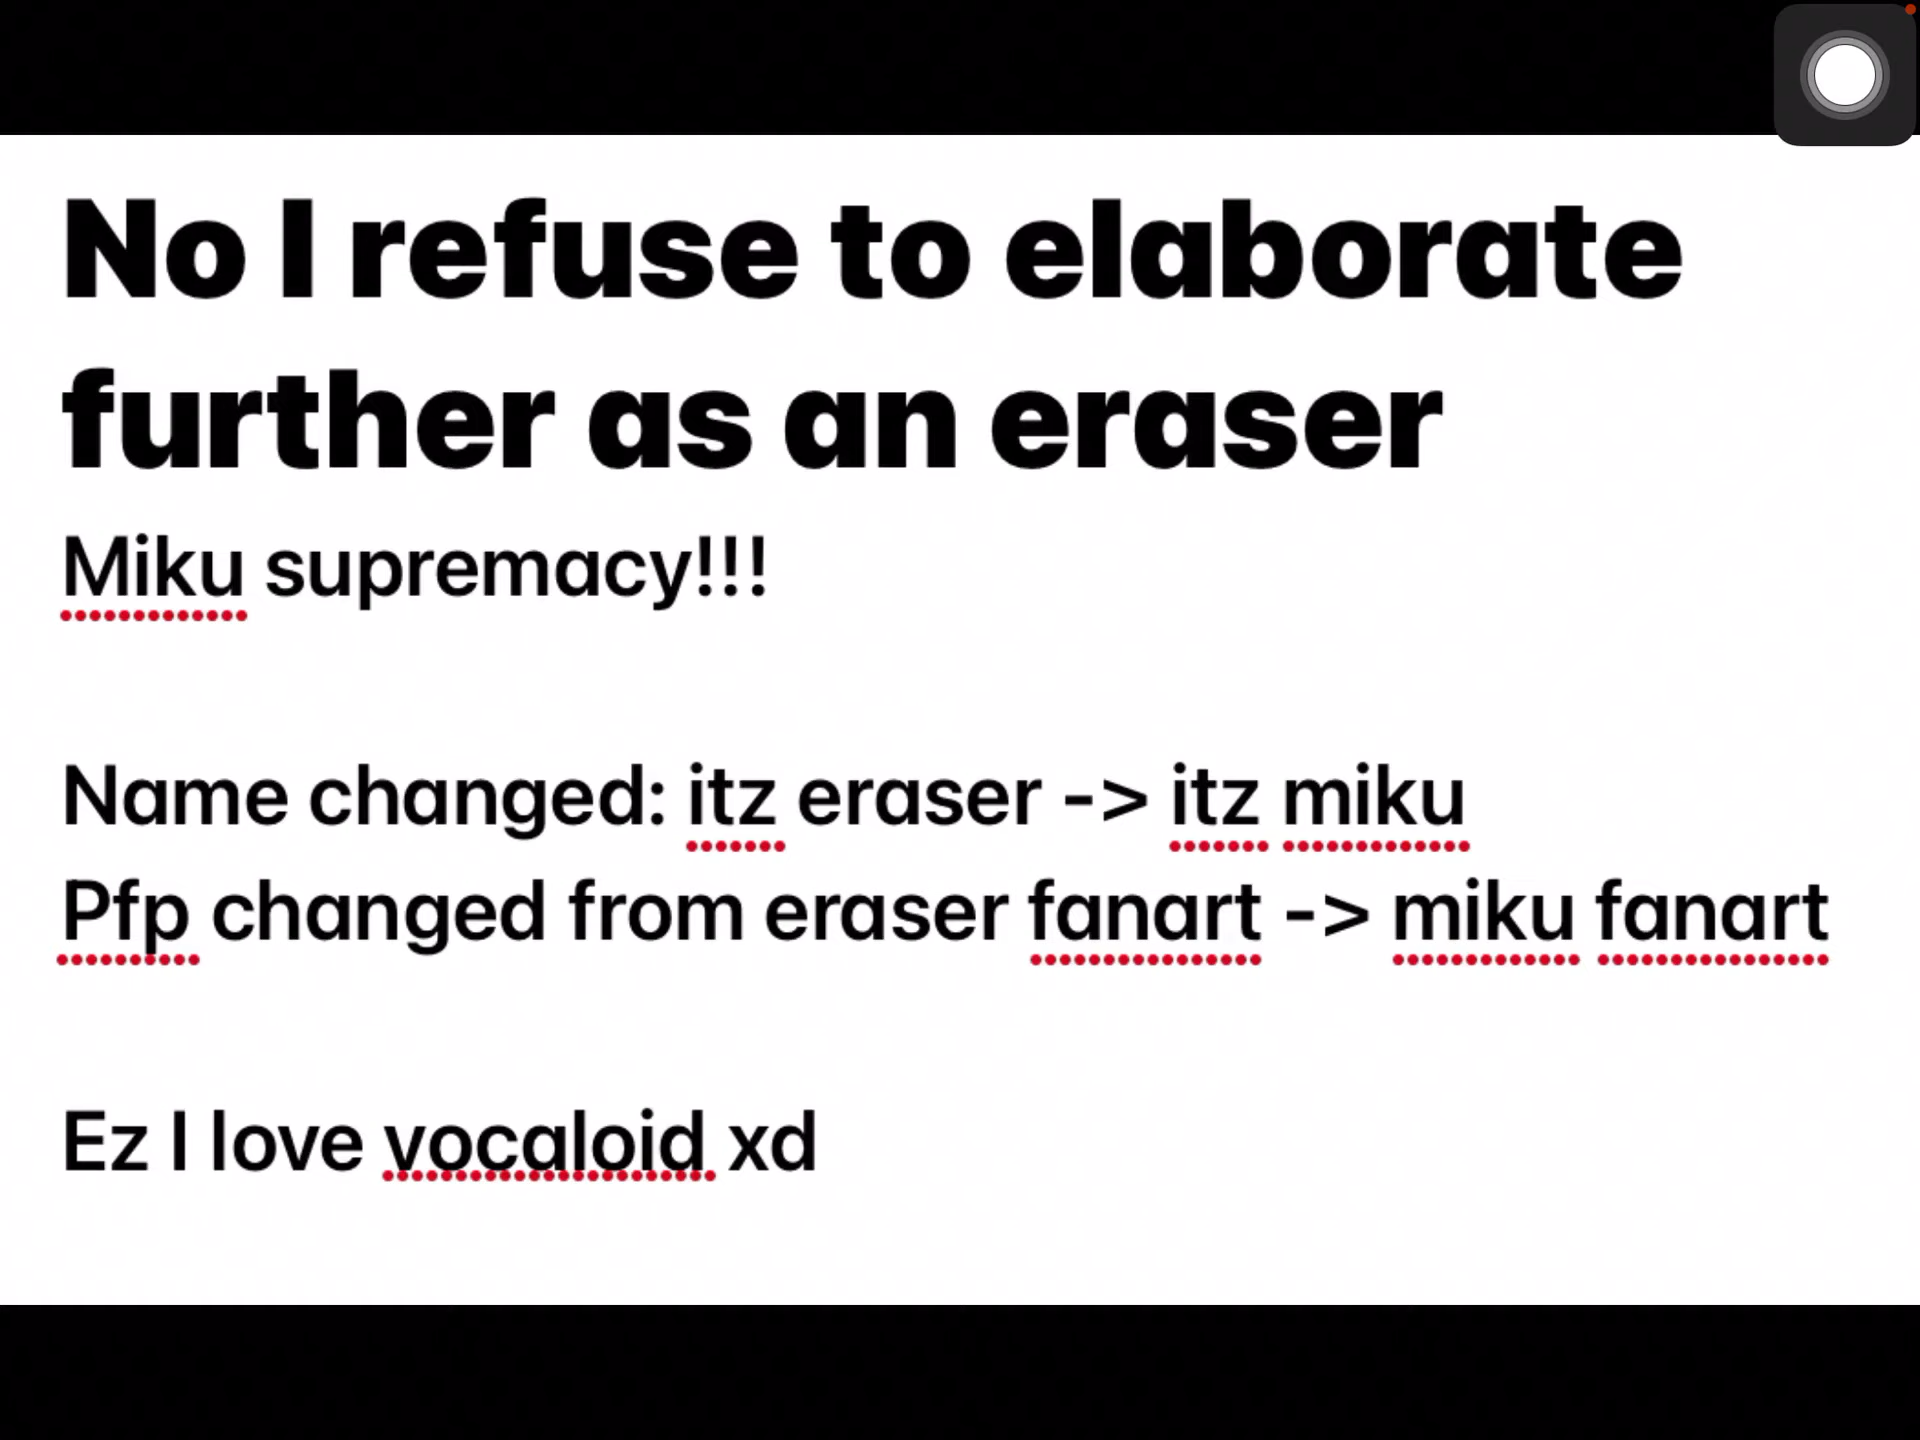 No I refuse to elaborate
further as an eraser
Miku supremacy!!!
Name changed: itz eraser -> itz miku
Pfp changed from eraser fanart -> miku fanart
Ez I love vocaloid xd